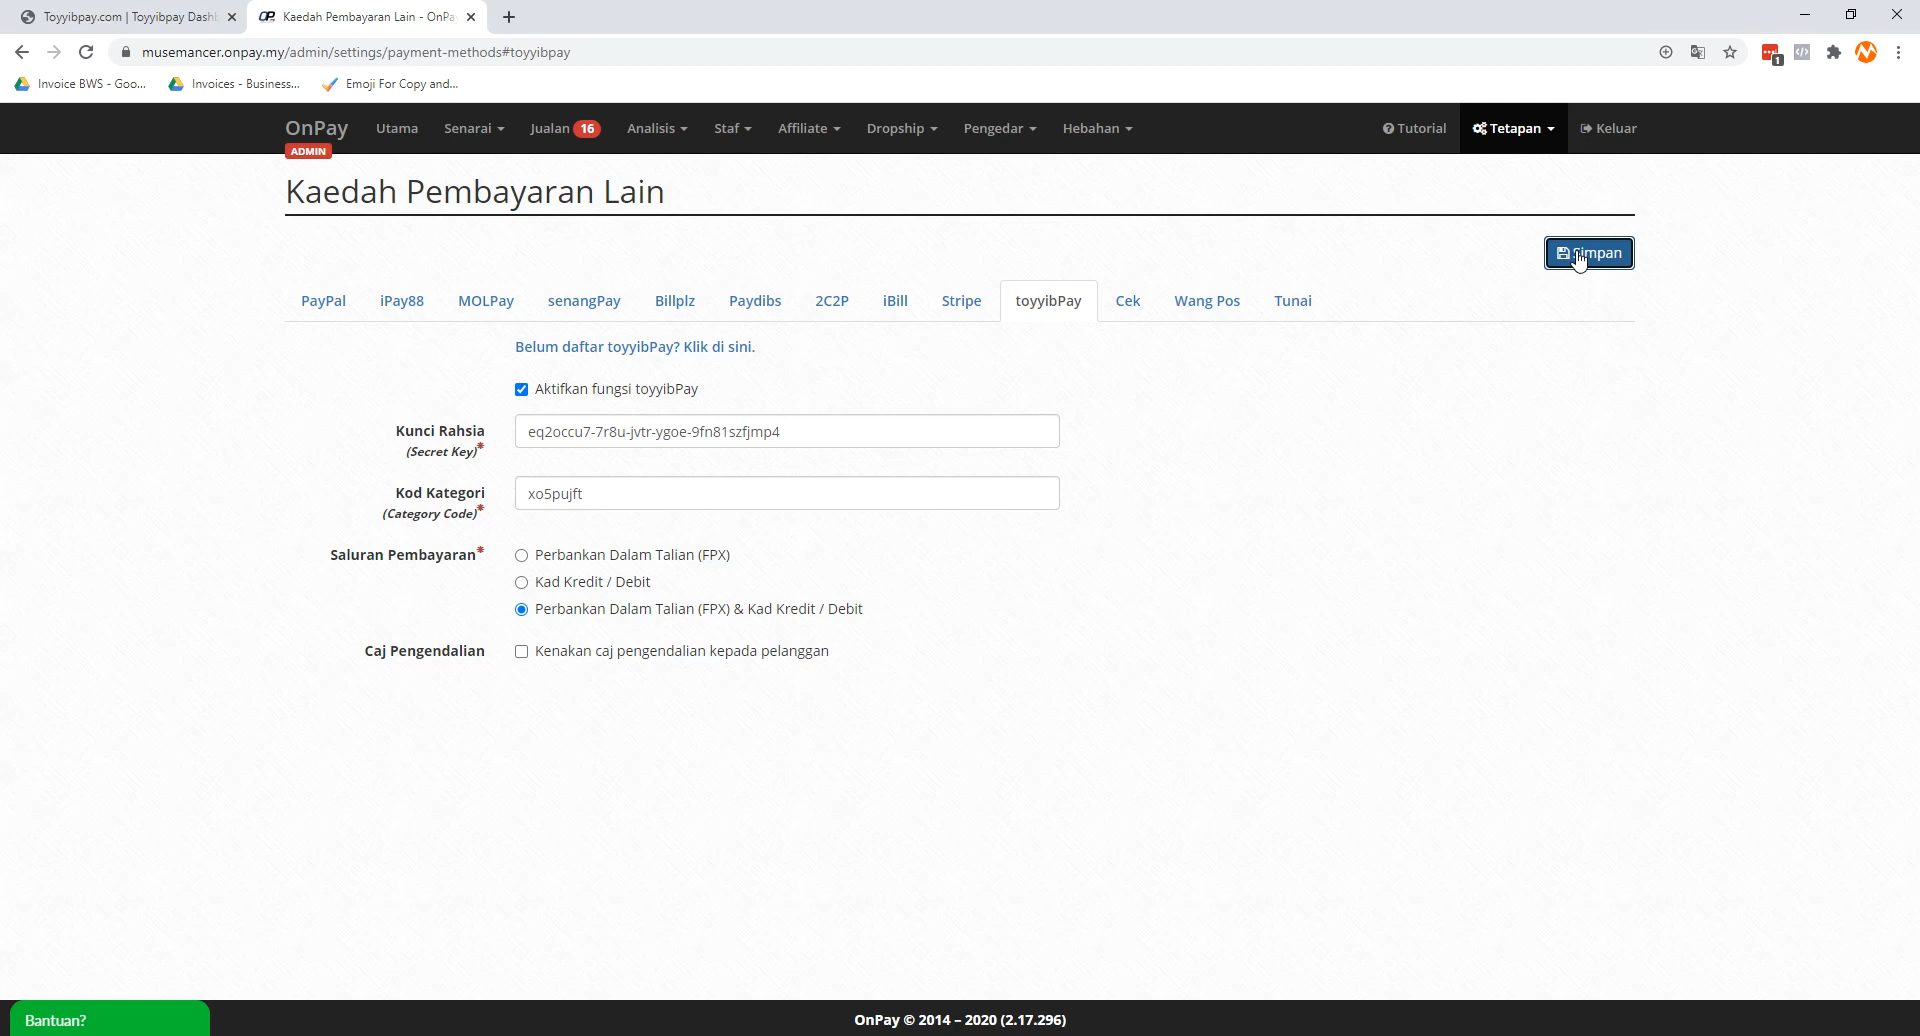 Toyyibpay.com | Toyyibpay Dash
Kaedah Pembayaran Lain - OnPa
musemancer.onpay.my/admin/settings/payment-methods#toyyibpay
1
Invoice BWS - Goo...
Invoices - Business...
Emoji For Copy and...
OnPay
ADMIN
Utama
Senarai
Jualan 16
Analisis
Staf
Affiliate
Dropship
Pengedar
Hebahan
Tutorial
Tetapan
Keluar
Kaedah Pembayaran Lain
Simpan
PayPal
iPay88
MOLPay
senangPay
Billplz
Paydibs
2C2P
iBill
Stripe
toyyibPay
Cek
Wang Pos
Tunai
Belum daftar toyyibPay? Klik di sini.
Aktifkan fungsi toyyibPay
Kunci Rahsia
(Secret Key)*
eq2occu7-7r8u-jvtr-ygoe-9fn81szfjmp4
Kod Kategori
(Category Code)*
xo5pujft
Saluran Pembayaran*
Perbankan Dalam Talian (FPX)
Kad Kredit / Debit
Perbankan Dalam Talian (FPX) & Kad Kredit / Debit
Caj Pengendalian
Kenakan caj pengendalian kepada pelanggan
Bantuan?
OnPay © 2014 – 2020 (2.17.296)